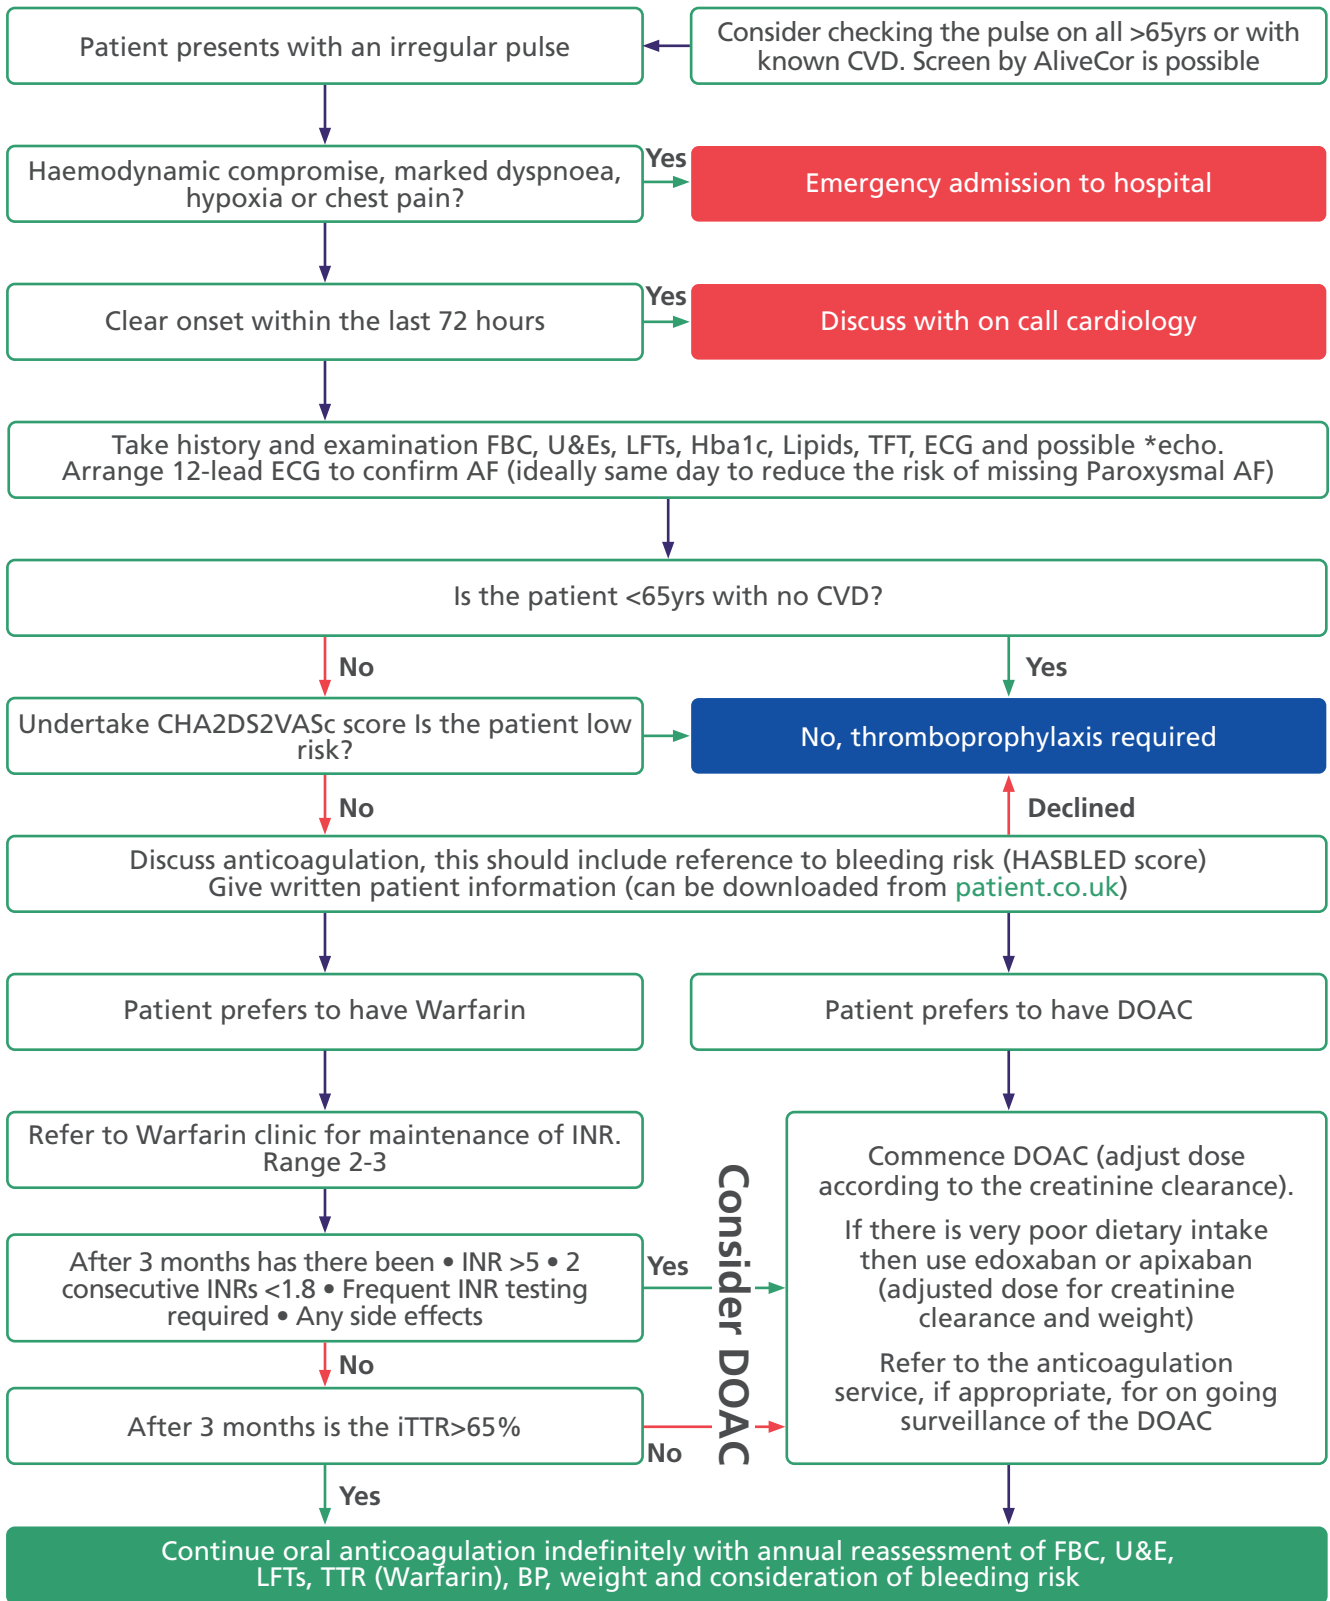 Patient presents with an irregular pulse
Consider checking the pulse on all >65yrs or with
known CVD. Screen by AliveCor is possible
Haemodynamic compromise, marked dyspnoea,
hypoxia or chest pain?
Yes
Emergency admission to hospital
Clear onset within the last 72 hours
Yes
Discuss with on call cardiology
Take history and examination FBC, U&Es, LFTs, Hba1c, Lipids, TFT, ECG and possible *echo.
Arrange 12-lead ECG to confirm AF (ideally same day to reduce the risk of missing Paroxysmal AF)
Is the patient <65yrs with no CVD?
No
Yes
Undertake CHA2DS2VASc score Is the patient low
risk?
No, thromboprophylaxis required
No
Declined
Discuss anticoagulation, this should include reference to bleeding risk (HASBLED score)
Give written patient information (can be downloaded from patient.co.uk)
Patient prefers to have Warfarin
Patient prefers to have DOAC
Refer to Warfarin clinic for maintenance of INR.
Range 2-3
After 3 months has there been • INR >5 • 2
consecutive INRs <1.8 • Frequent INR testing
required • Any side effects
Yes
No
After 3 months is the iTTR>65%
No
Yes
Consider DOAC
Commence DOAC (adjust dose
according to the creatinine clearance).
If there is very poor dietary intake
then use edoxaban or apixaban
(adjusted dose for creatinine
clearance and weight)
Refer to the anticoagulation
service, if appropriate, for on going
surveillance of the DOAC
Continue oral anticoagulation indefinitely with annual reassessment of FBC, U&E,
LFTs, TTR (Warfarin), BP, weight and consideration of bleeding risk